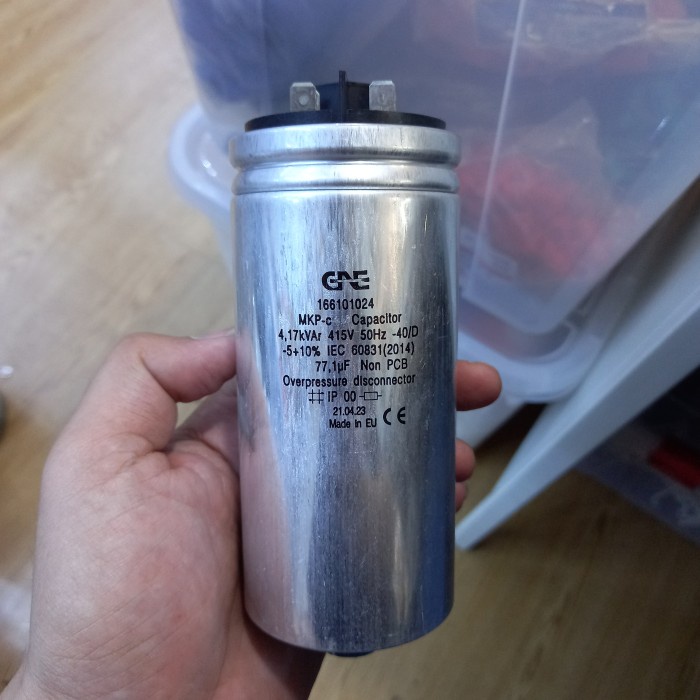 GNE
166101024
MKP-c Capacitor
4,17kVAr 415V 50Hz -40/D
-5+10% IEC 60831(2014)
77,1µF Non PCB
Overpressure disconnector
IP 00
21.04.23
Made in EU CE